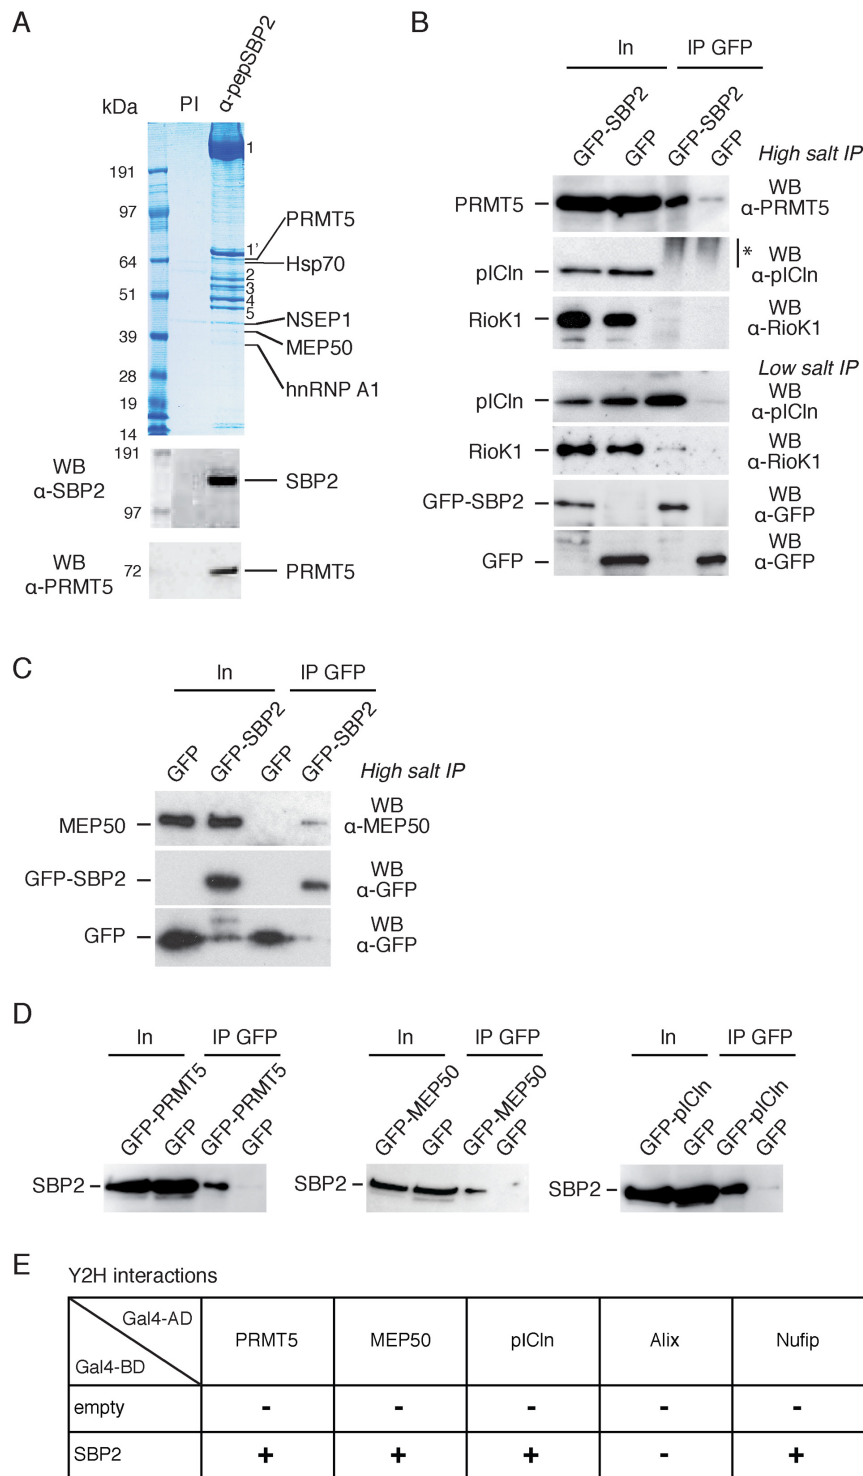 A
kDa
PI
α-pepSBP2
191
97
64
51
39
28
19
14
1
1'
2
3
4
5
PRMT5
Hsp70
NSEP1
MEP50
hnRNP A1
WB
α-SBP2
191
97
SBP2
WB
α-PRMT5
72
PRMT5
B
In
IP GFP
GFP-SBP2
GFP
GFP-SBP2
GFP
High salt IP
PRMT5
WB
α-PRMT5
pICln
*
WB
α-pICln
RioK1
WB
α-RioK1
Low salt IP
pICln
WB
α-pICln
RioK1
WB
α-RioK1
GFP-SBP2
WB
α-GFP
GFP
WB
α-GFP
C
In
IP GFP
GFP
GFP-SBP2
GFP
GFP-SBP2
High salt IP
MEP50
WB
α-MEP50
GFP-SBP2
WB
α-GFP
GFP
WB
α-GFP
D
In
IP GFP
GFP-PRMT5
GFP
GFP-PRMT5
GFP
SBP2
In
IP GFP
GFP-MEP50
GFP
GFP-MEP50
GFP
SBP2
In
IP GFP
GFP-pICln
GFP
GFP-pICln
GFP
SBP2
E
Y2H interactions
Gal4-AD
Gal4-BD
PRMT5 MEP50 pICln Alix Nufip
empty - - - - -
SBP2 + + + - +